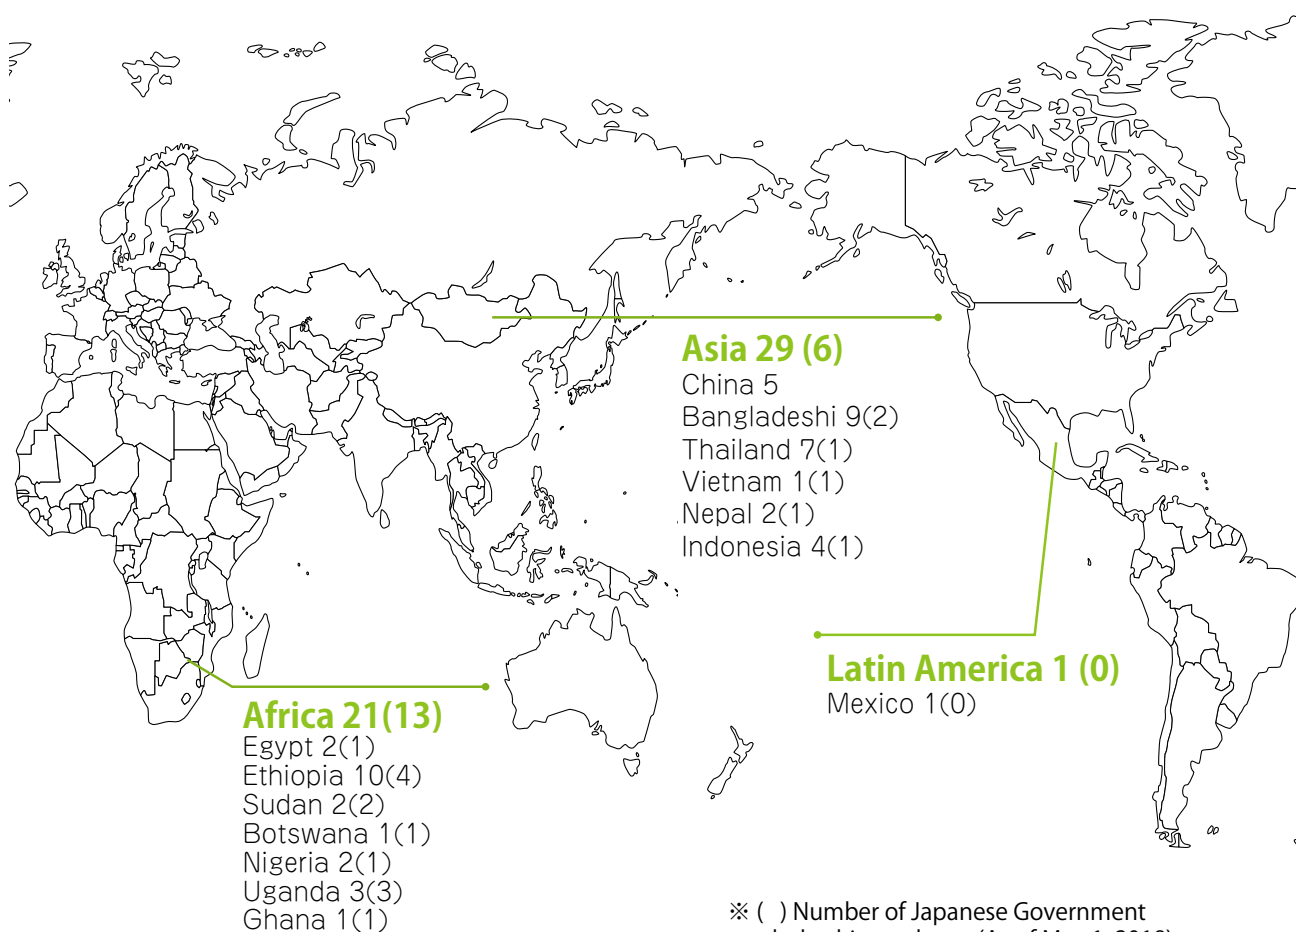 Asia 29 (6)
China 5
Bangladeshi 9(2)
Thailand 7(1)
Vietnam 1(1)
.Nepal 2(1)
Indonesia 4(1)
Latin America 1 (0)
Mexico 1(0)
Africa 21(13)
Egypt 2(1)
Ethiopia 10(4)
Sudan 2(2)
Botswana 1(1)
Nigeria 2(1)
Uganda 3(3)
Ghana 1(1)
※ ( ) Number of Japanese Government